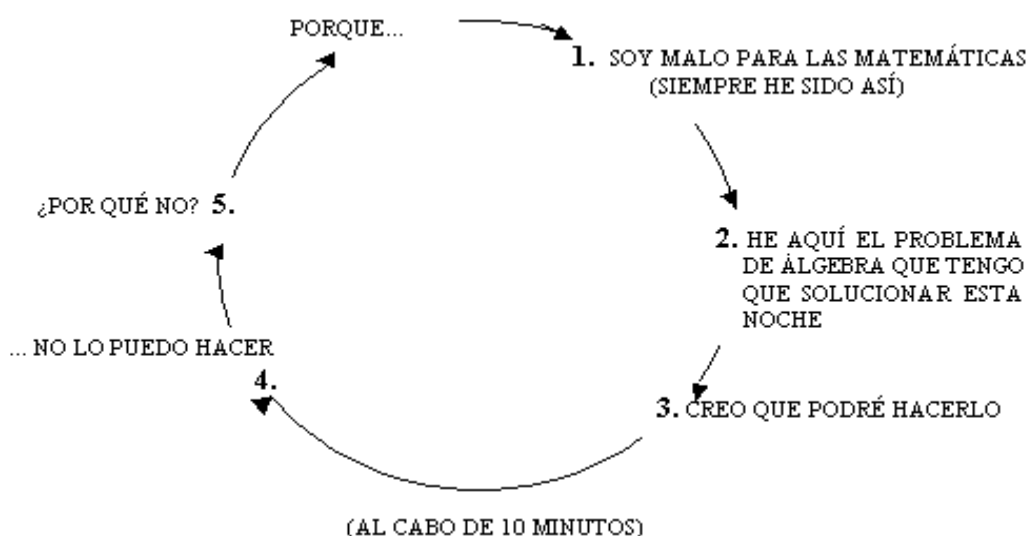 PORQUE...
1. SOY MALO PARA LAS MATEMÁTICAS
(SIEMPRE HE SIDO ASÍ)
2. HE AQUÍ EL PROBLEMA
DE ÁLGEBRA QUE TENGO
QUE SOLUCIONAR ESTA
NOCHE
3. CREO QUE PODRÉ HACERLO
(AL CABO DE 10 MINUTOS)
... NO LO PUEDO HACER
4.
¿POR QUÉ NO? 5.